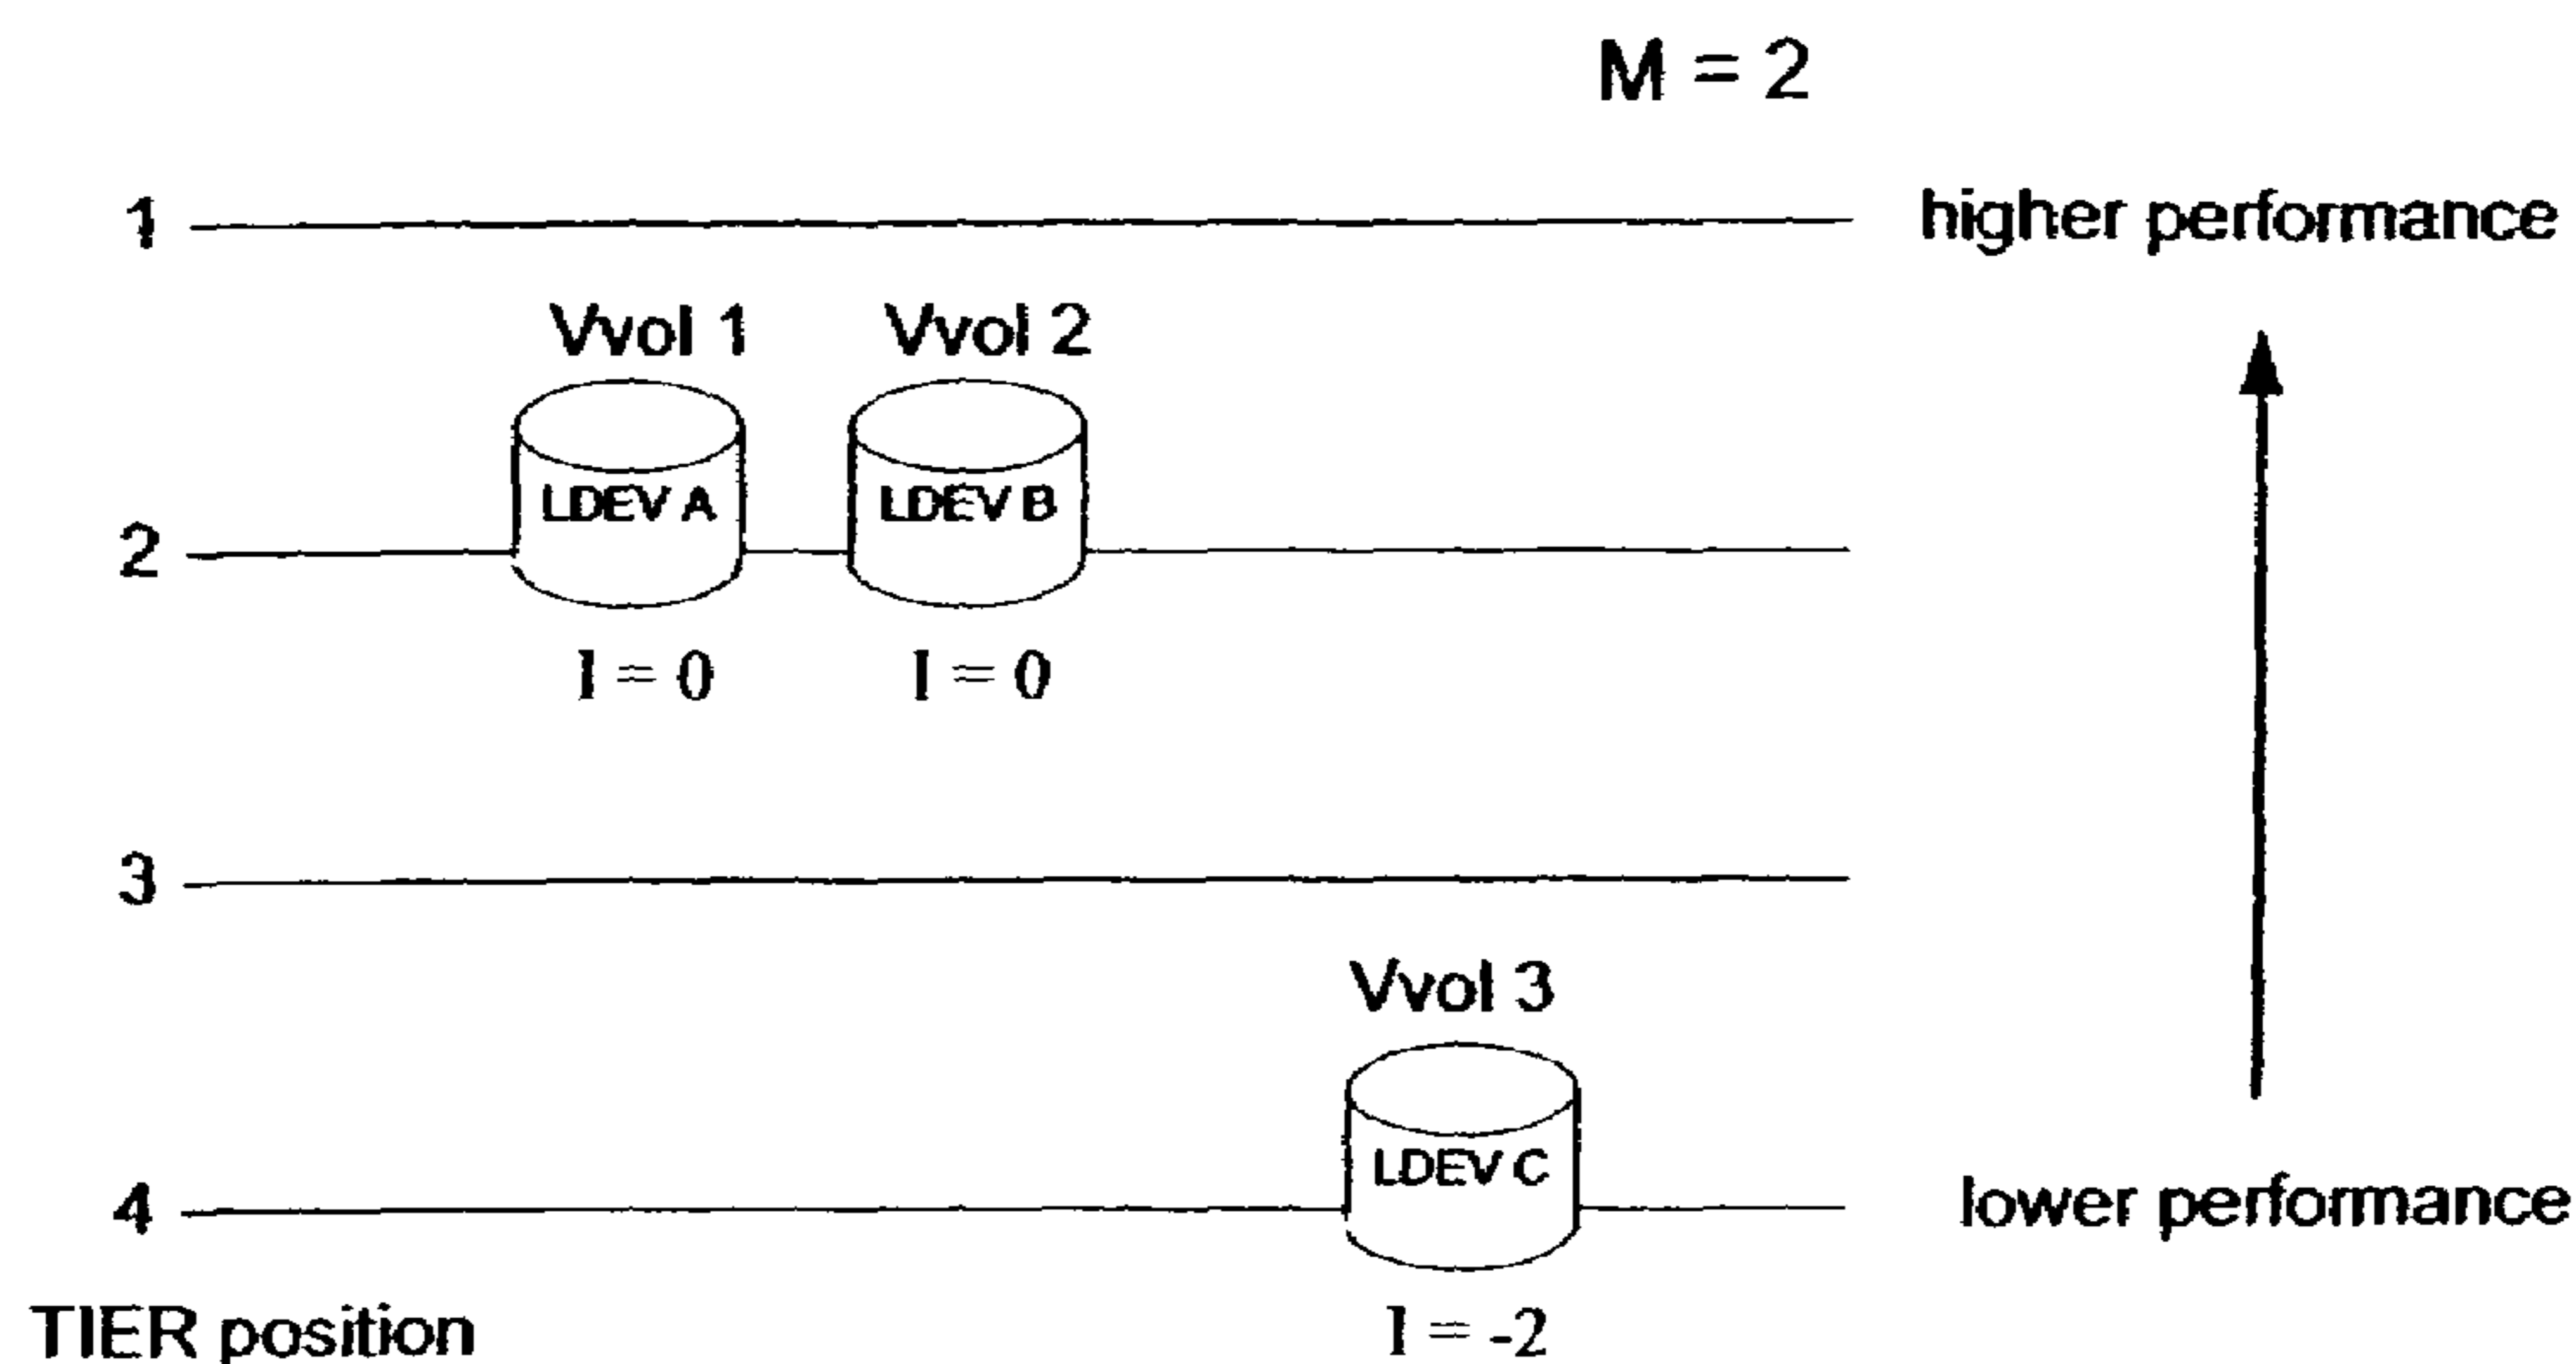 M = 2
1 higher performance
Vvol 1 Vvol 2
LDEV A LDEV B
2
I = 0 I = 0
3
Vvol 3
LDEV C
4 lower performance
TIER position I = -2